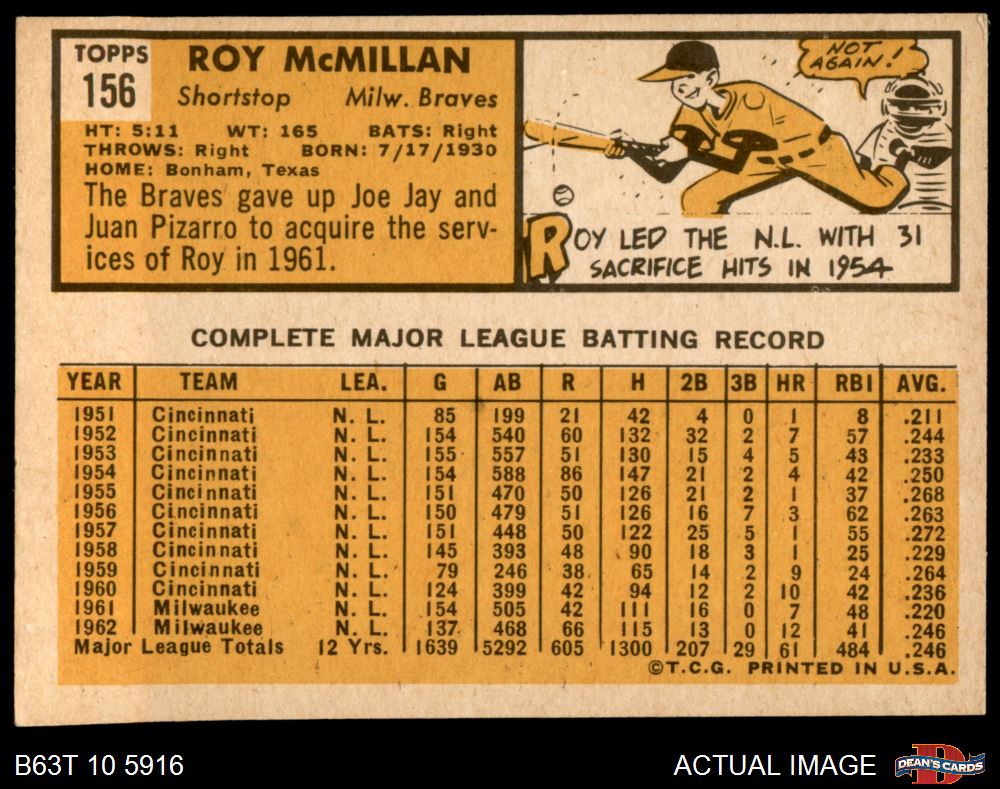 TOPPS
156
ROY McMILLAN
Shortstop Milw. Braves
HT: 5:11 WT: 165 BATS: Right
THROWS: Right BORN: 7/17/1930
HOME: Bonham, Texas
The Braves gave up Joe Jay and
Juan Pizarro to acquire the serv-
ices of Roy in 1961.
NOT
AGAIN!
ROY LED THE N.L. WITH 31
SACRIFICE HITS IN 1954
COMPLETE MAJOR LEAGUE BATTING RECORD
YEAR TEAM LEA. G AB R H 2B 3B HR RBI AVG.
1951 Cincinnati N. L. 85 199 21 42 4 0 1 8 .211
1952 Cincinnati N. L. 154 540 60 132 32 2 7 57 .244
1953 Cincinnati N. L. 155 557 51 130 15 4 5 43 .233
1954 Cincinnati N. L. 154 588 86 147 21 2 4 42 .250
1955 Cincinnati N. L. 151 470 50 126 21 2 1 37 .268
1956 Cincinnati N. L. 150 479 51 126 16 7 3 62 .263
1957 Cincinnati N. L. 151 448 50 122 25 5 1 55 .272
1958 Cincinnati N. L. 145 393 48 90 18 3 1 25 .229
1959 Cincinnati N. L. 79 246 38 65 14 2 9 24 .264
1960 Cincinnati N. L. 124 399 42 94 12 2 10 42 .236
1961 Milwaukee N. L. 154 505 42 111 16 0 7 48 .220
1962 Milwaukee N. L. 137 468 66 115 13 0 12 41 .246
Major League Totals 12 Yrs. 1639 5292 605 1300 207 29 61 484 .246
©T.C.G. PRINTED IN U.S.A.
B63T 10 5916 ACTUAL IMAGE
D
DEAN'S CARDS